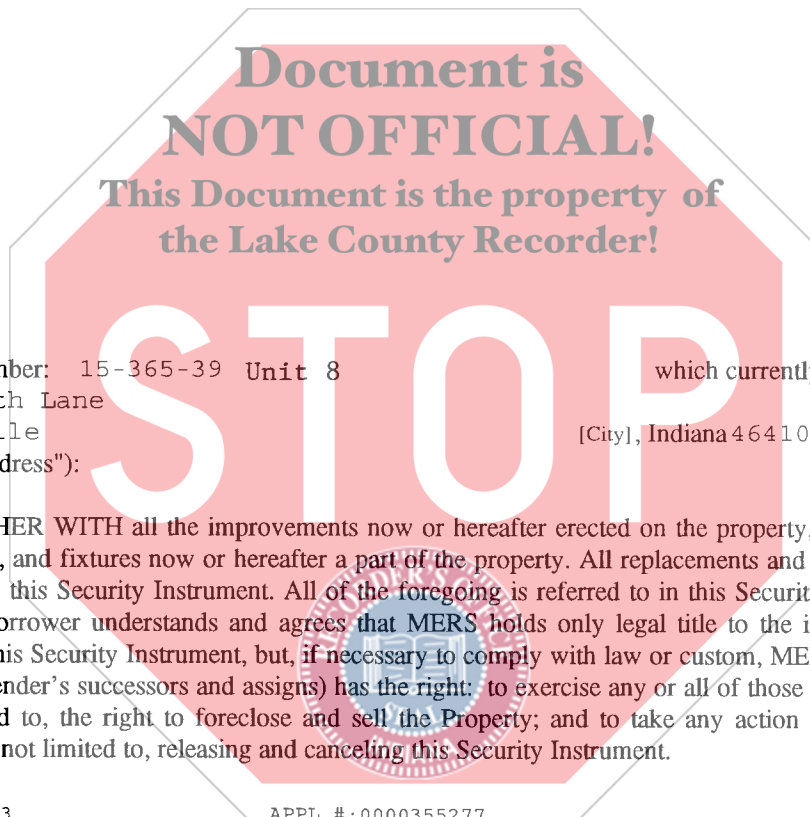 Document is
NOT OFFICIAL!
This Document is the property of
the Lake County Recorder!
STOP
nber: 15-365-39 Unit 8 which currently
th Lane
lle [City], Indiana 46410
dress"):
HER WITH all the improvements now or hereafter erected on the property,
, and fixtures now or hereafter a part of the property. All replacements and
this Security Instrument. All of the foregoing is referred to in this Securit
orrower understands and agrees that MERS holds only legal title to the i
nis Security Instrument, but, if necessary to comply with law or custom, ME
ender's successors and assigns) has the right: to exercise any or all of those
d to, the right to foreclose and sell the Property; and to take any action
not limited to, releasing and canceling this Security Instrument.
3 APPL #:0000355277